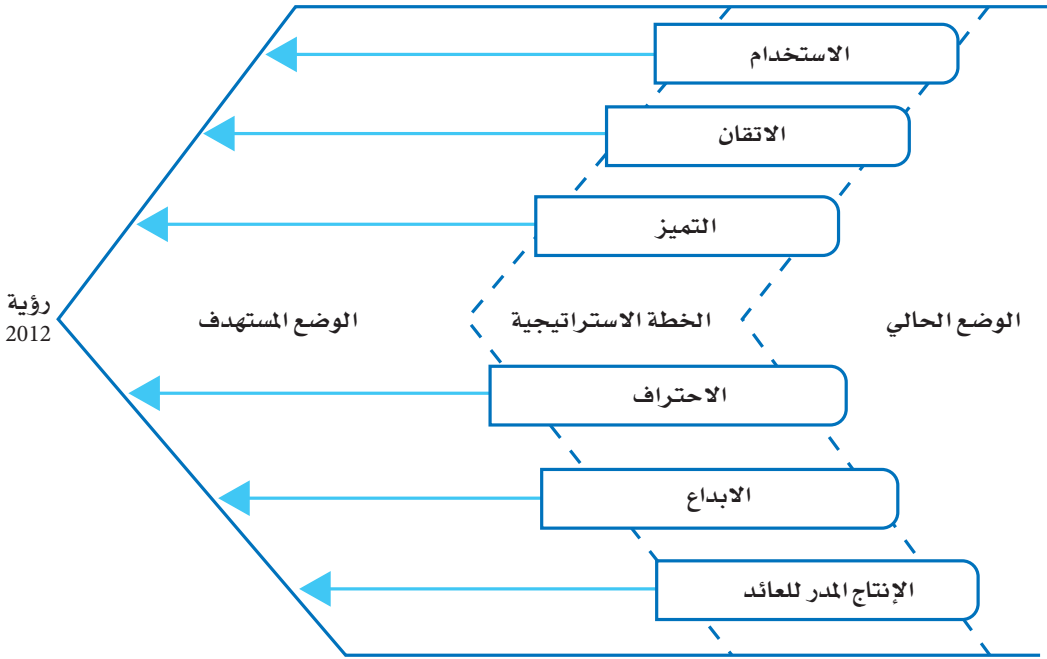 الاستخدام
الاتقان
التميز
الوضع الحالي
الخطة الاستراتيجية
الوضع المستهدف
رؤية
2012
الاحتراف
الابداع
الإنتاج المدر للعائد